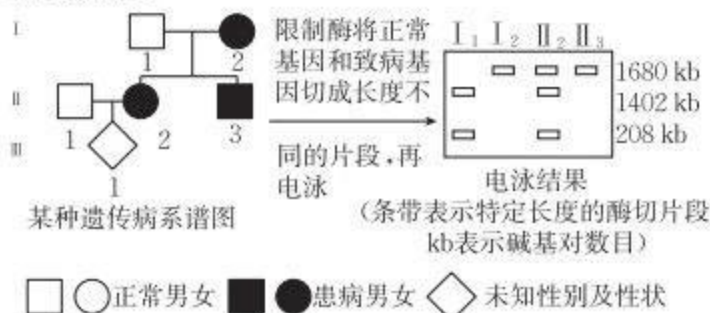 I
1
2
II
1
2
3
III
1
某种遗传病系谱图
限制酶将正常
基因和致病基
因切成长度不
同的片段,再
电泳
I₁ I₂ II₂ II₃
1680 kb
1402 kb
208 kb
电泳结果
(条带表示特定长度的酶切片段
kb表示碱基对数目)
正常男女 患病男女 未知性别及性状